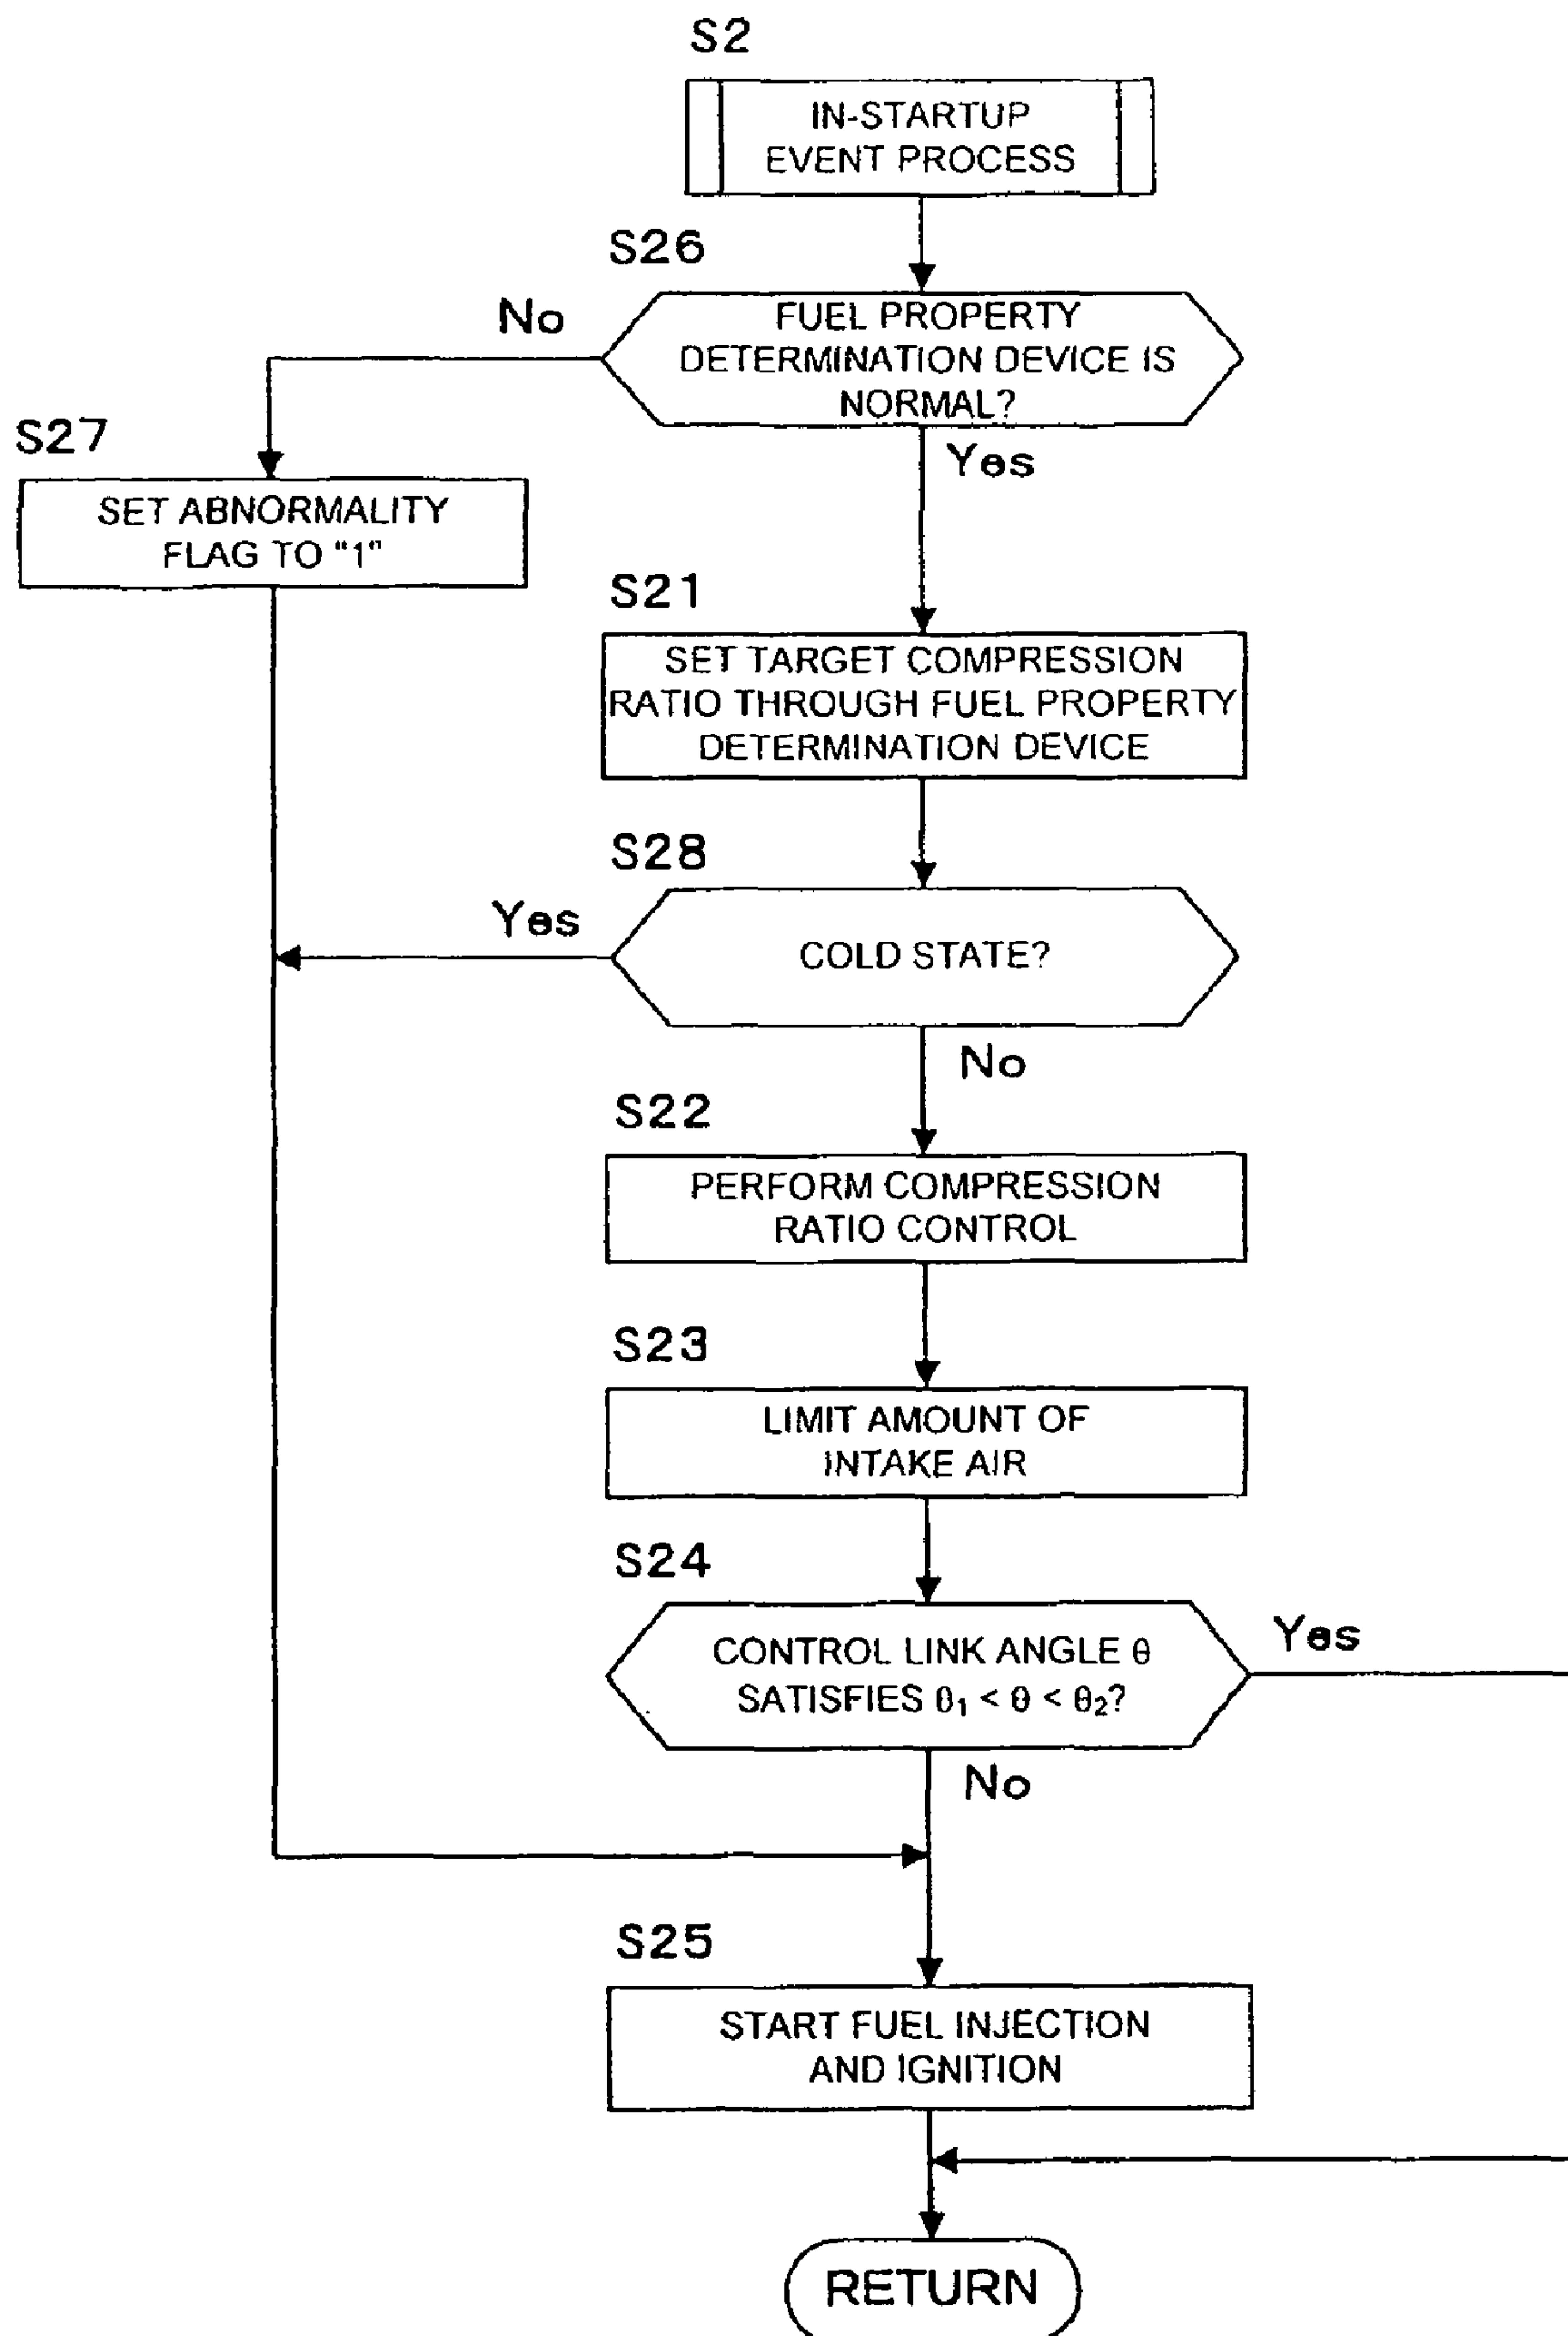 S2
IN-STARTUP
EVENT PROCESS
S26
No
FUEL PROPERTY
DETERMINATION DEVICE IS
NORMAL?
Yes
S27
SET ABNORMALITY
FLAG TO “1”
S21
SET TARGET COMPRESSION
RATIO THROUGH FUEL PROPERTY
DETERMINATION DEVICE
S28
Yes
COLD STATE?
No
S22
PERFORM COMPRESSION
RATIO CONTROL
S23
LIMIT AMOUNT OF
INTAKE AIR
S24
Yes
CONTROL LINK ANGLE θ
SATISFIES θ₁ < θ < θ₂?
No
S25
START FUEL INJECTION
AND IGNITION
RETURN